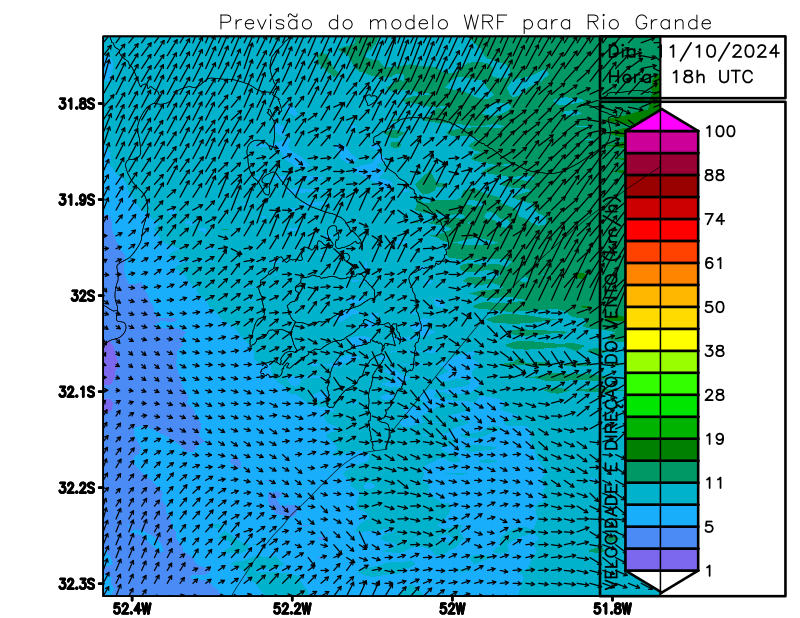 Previsão do modelo WRF para Rio Grande
Dia: 11/10/2024
Hora: 18h UTC
31.8S
31.9S
32S
32.1S
32.2S
32.3S
52.4W
52.2W
52W
51.8W
VELOCIDADE E DIREÇÃO DO VENTO (km/h)
100
88
74
61
50
38
28
19
11
5
1